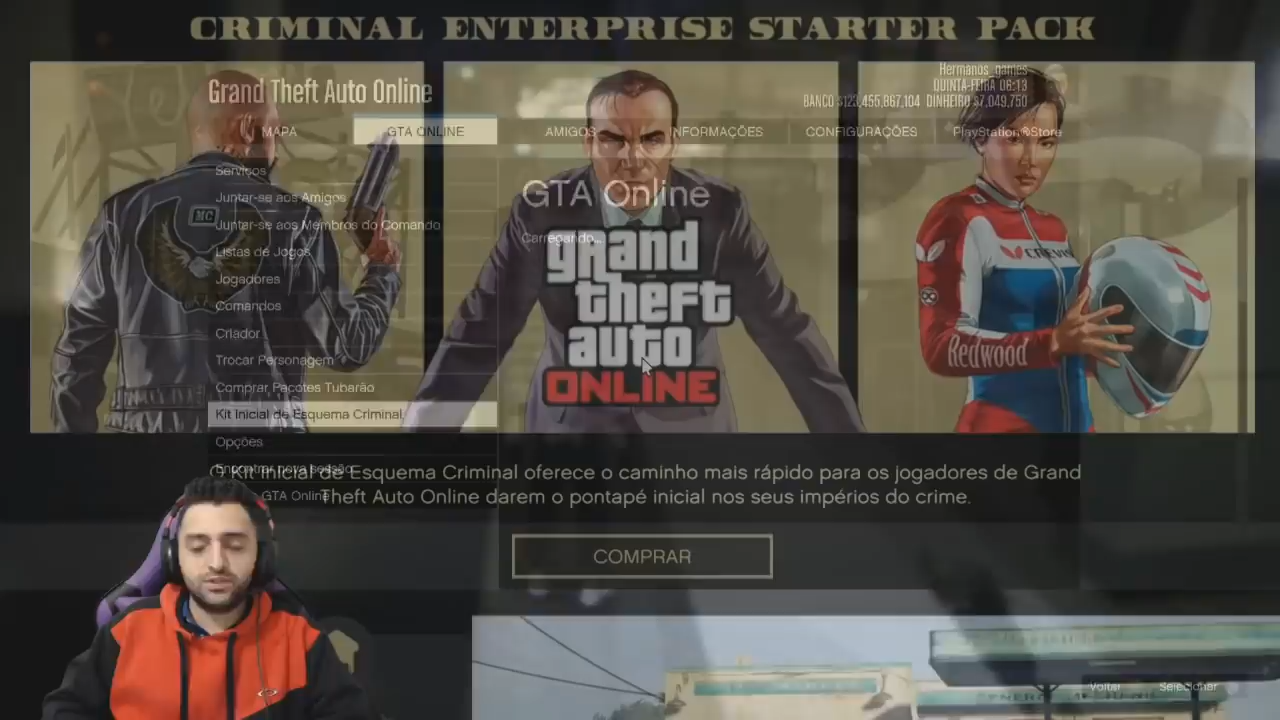 CRIMINAL ENTERPRISE STARTER PACK
Grand Theft Auto Online
Hermanos_games
QUINTA-FEIRA 06:13
BANCO $123,455,867,104 DINHEIRO $7,049,750
MAPA
GTA ONLINE
AMIGOS
INFORMAÇÕES
CONFIGURAÇÕES
PlayStation®Store
Serviços
Juntar-se aos Amigos
Juntar-se aos Membros do Comando
Listas de Jogos
Jogadores
Comandos
Criador
Trocar Personagem
Comprar Pacotes Tubarão
Kit Inicial de Esquema Criminal
Opções
Encontrar nova sessão
GTA Online
GTA Online
Carregando...
MC
grand
theft
auto
ONLINE
CREVIS
Redwood
O Kit Inicial de Esquema Criminal oferece o caminho mais rápido para os jogadores de Grand
Theft Auto Online darem o pontapé inicial nos seus impérios do crime.
COMPRAR
Voltar
Selecionar